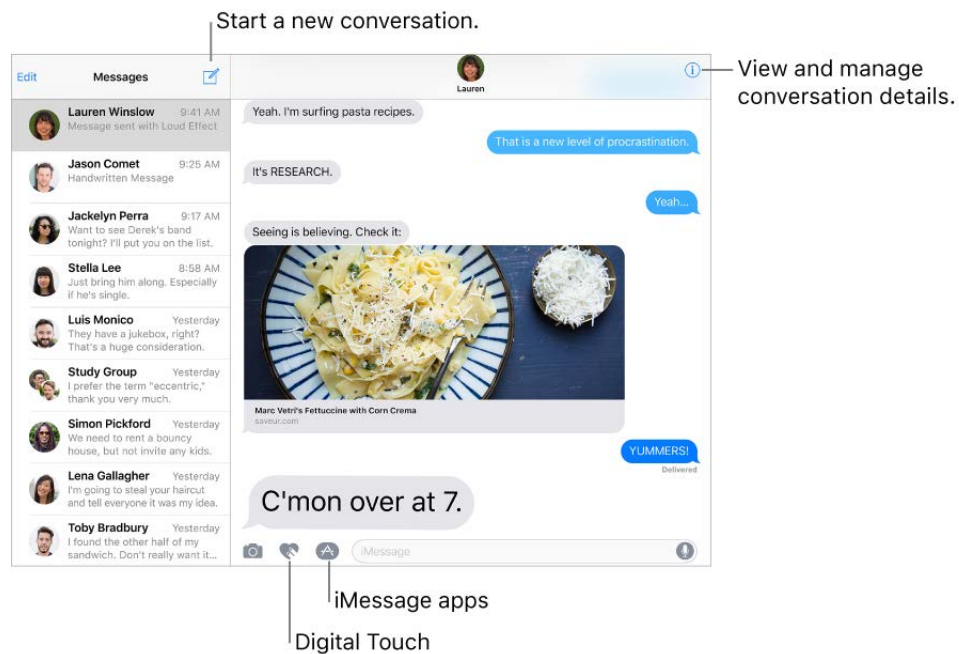 Start a new conversation.
Edit
Messages
Lauren
View and manage
conversation details.
Lauren Winslow 9:41 AM
Message sent with Loud Effect
Jason Comet 9:25 AM
Handwritten Message
Jackelyn Perra 9:17 AM
Want to see Derek's band
tonight? I'll put you on the list.
Stella Lee 8:58 AM
Just bring him along. Especially
if he's single.
Luis Monico Yesterday
They have a jukebox, right?
That's a huge consideration.
Study Group Yesterday
I prefer the term "eccentric,"
thank you very much.
Simon Pickford Yesterday
We need to rent a bouncy
house, but not invite any kids.
Lena Gallagher Yesterday
I'm going to steal your haircut
and tell everyone it was my idea.
Toby Bradbury Yesterday
I found the other half of my
sandwich. Don't really want it...
Yeah. I'm surfing pasta recipes.
That is a new level of procrastination.
It's RESEARCH.
Yeah...
Seeing is believing. Check it:
Marc Vetri's Fettuccine with Corn Crema
saveur.com
YUMMERS!
Delivered
C'mon over at 7.
iMessage
iMessage apps
Digital Touch